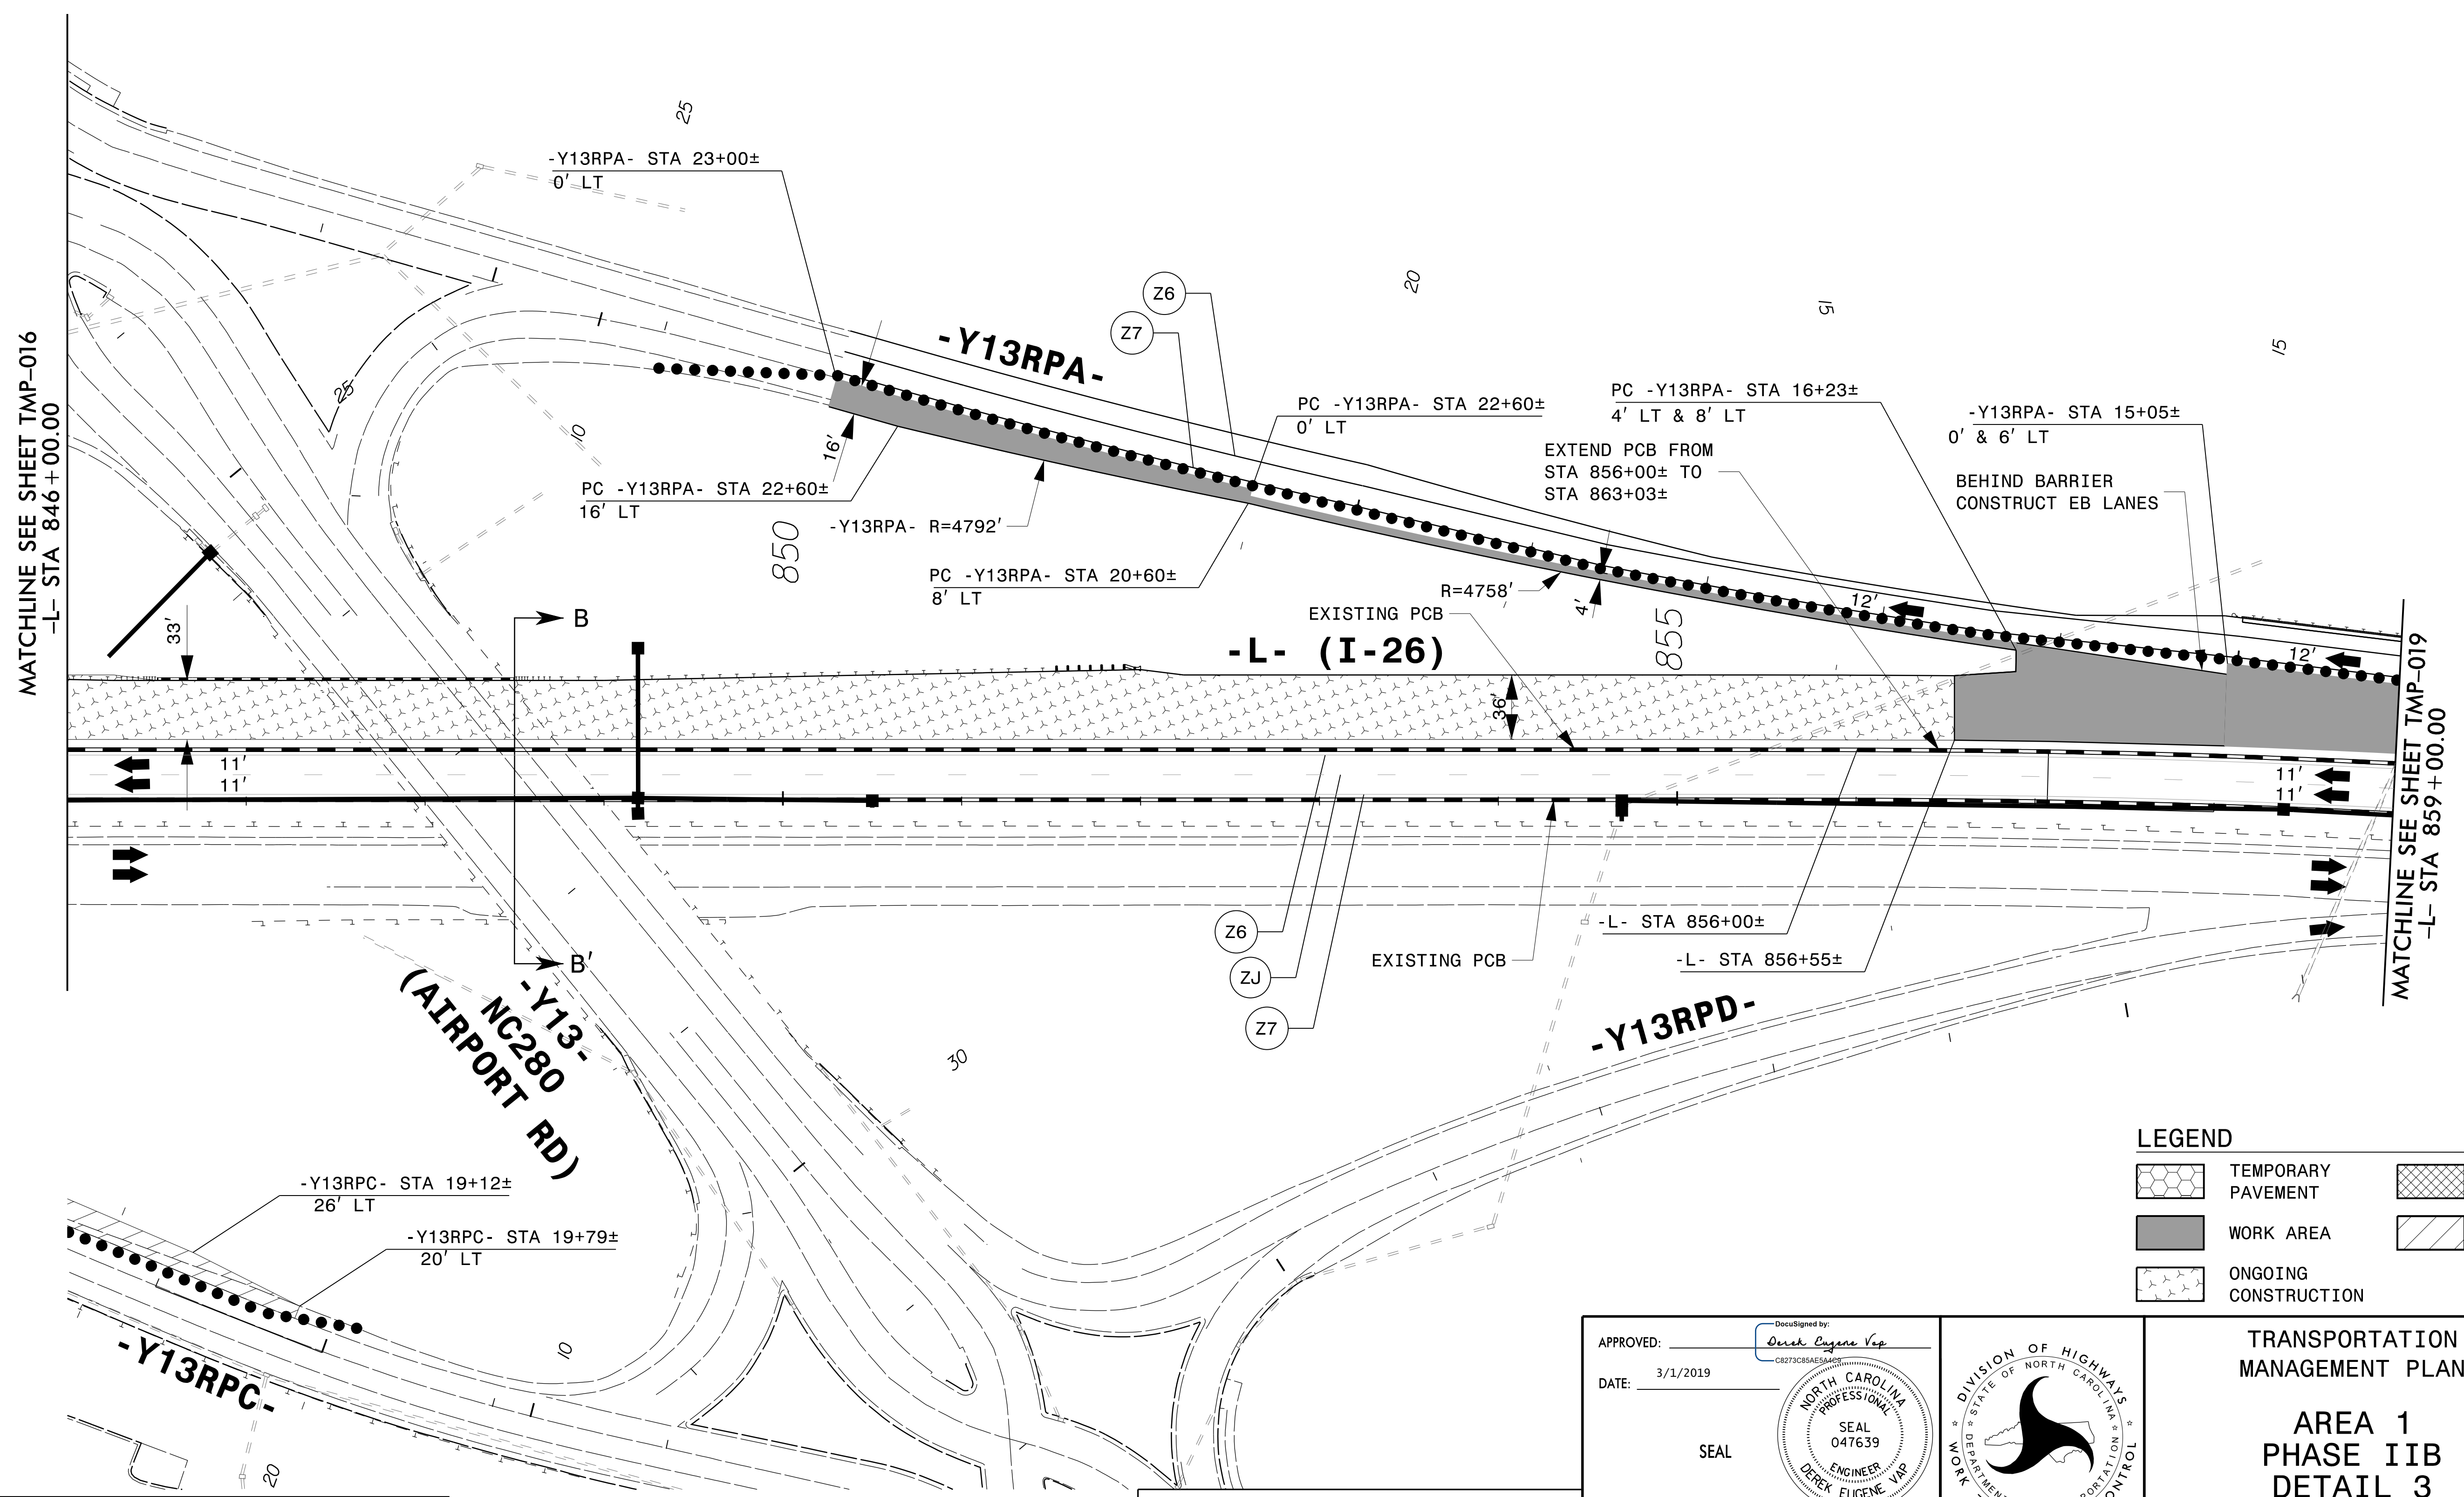 MATCHLINE SEE SHEET TMP–016
–L– STA 846+00.00
25
-Y13RPA- STA 23+00±
0' LT
Z6
Z7
-Y13RPA-
20
15
15
PC -Y13RPA- STA 22+60±
0' LT
PC -Y13RPA- STA 16+23±
4' LT & 8' LT
-Y13RPA- STA 15+05±
0' & 6' LT
EXTEND PCB FROM
STA 856+00± TO
STA 863+03±
BEHIND BARRIER
CONSTRUCT EB LANES
25
10
16'
PC -Y13RPA- STA 22+60±
16' LT
-Y13RPA- R=4792'
850
PC -Y13RPA- STA 20+60±
8' LT
R=4758'
4'
12'
12'
EXISTING PCB
855
-L- (I-26)
B
33'
36'
11'
11'
11'
11'
MATCHLINE SEE SHEET TMP–019
–L– STA 859+00.00
Z6
ZJ
Z7
EXISTING PCB
-L- STA 856+00±
-L- STA 856+55±
B'
-Y13-
NC280
(AIRPORT RD)
-Y13RPD-
30
-Y13RPC- STA 19+12±
26' LT
-Y13RPC- STA 19+79±
20' LT
-Y13RPC-
10
20
LEGEND
TEMPORARY
PAVEMENT
WORK AREA
ONGOING
CONSTRUCTION
APPROVED:
DocuSigned by:
Derek Eugene Vap
C8273C85AE5A4C9...
DATE: 3/1/2019
SEAL
NORTH CAROLINA
PROFESSIONAL
SEAL
047639
ENGINEER
DEREK EUGENE VAP
DIVISION OF HIGHWAYS
STATE OF NORTH CAROLINA
WORK
TRANSPORTATION
MANAGEMENT PLAN
AREA 1
PHASE IIB
DETAIL 3